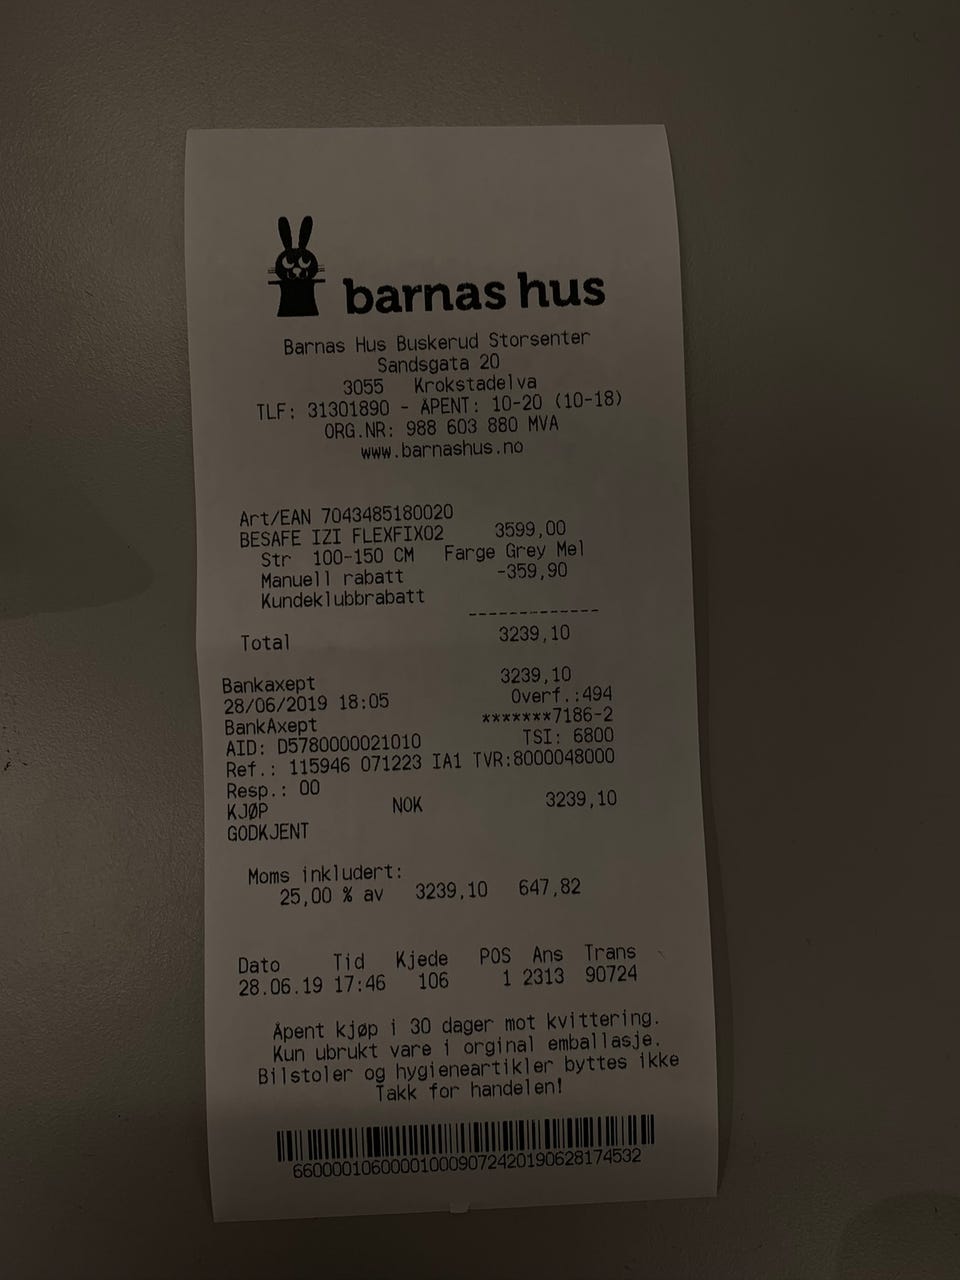 barnas hus
Barnas Hus Buskerud Storsenter
Sandsgata 20
3055 Krokstadelva
TLF: 31301890 - ÅPENT: 10-20 (10-18)
ORG.NR: 988 603 880 MVA
www.barnashus.no
Art/EAN 7043485180020
BESAFE IZI FLEXFIX02 3599,00
Str 100-150 CM Farge Grey Mel
Manuell rabatt -359,90
Kundeklubbrabatt
-------------
Total 3239,10
Bankaxept 3239,10
28/06/2019 18:05 Overf.:494
BankAxept *******7186-2
AID: D5780000021010 TSI: 6800
Ref.: 115946 071223 IA1 TVR:8000048000
Resp.: 00
KJØP NOK 3239,10
GODKJENT
Moms inkludert:
25,00 % av 3239,10 647,82
Dato Tid Kjede POS Ans Trans
28.06.19 17:46 106 1 2313 90724
Åpent kjøp i 30 dager mot kvittering.
Kun ubrukt vare i orginal emballasje.
Bilstoler og hygieneartikler byttes ikke
Takk for handelen!
660000106000010009072420190628174532